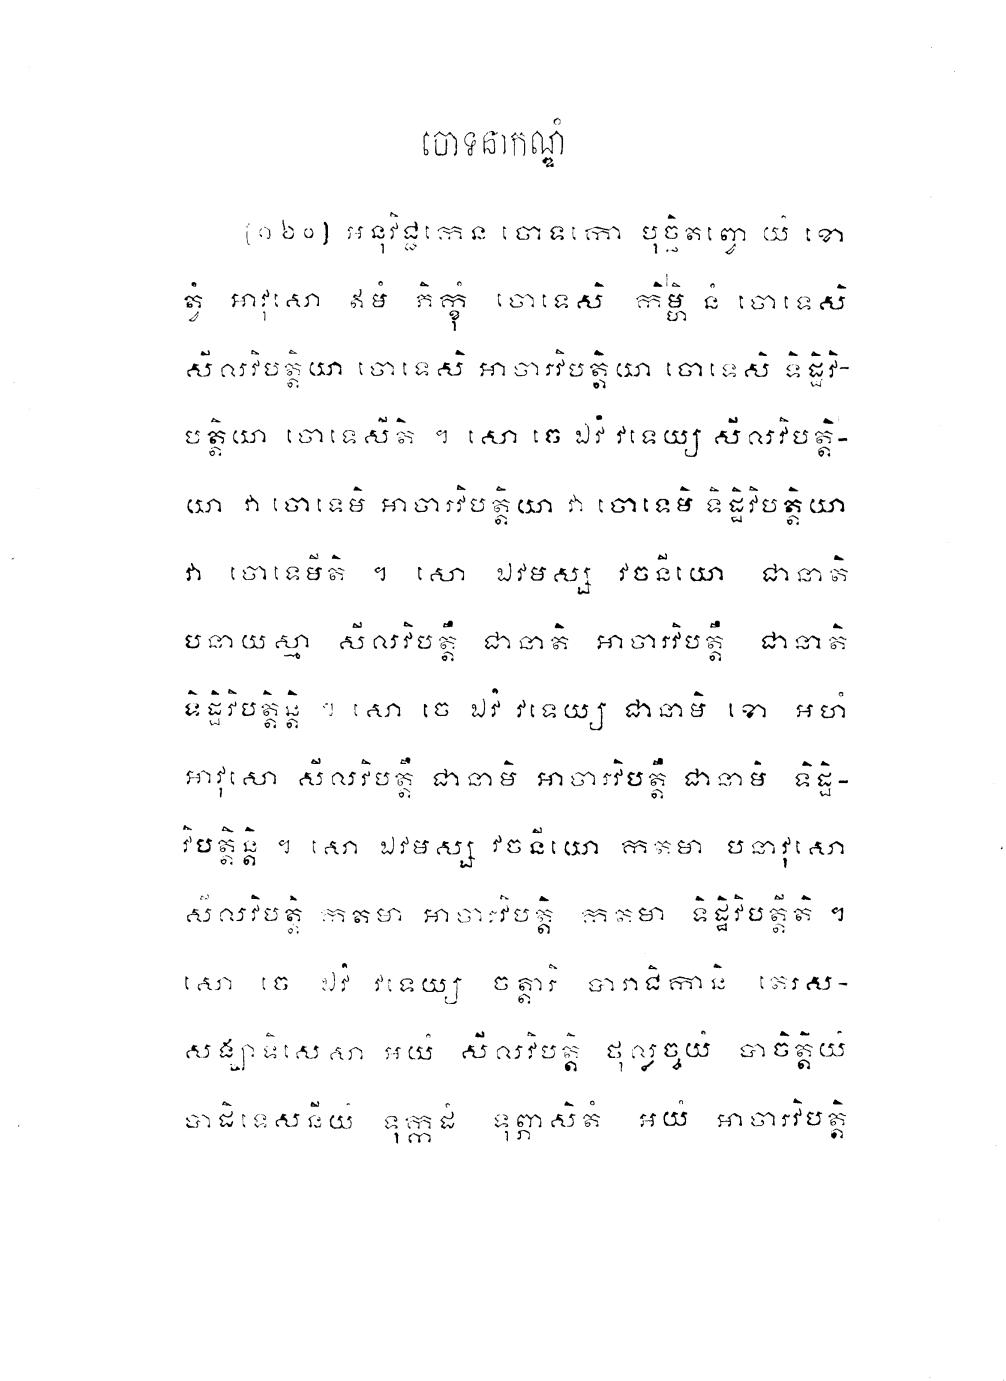 ចោទនាកណ្ឌំ
[១៦០] អនុវិជ្ជកេន ចោទកោ បុច្ឆិតព្វោ យំ ខោ
ត្វំ អាវុសោ ឥមំ ភិក្ខុំ ចោទេសិ កិម្ហិ នំ ចោទេសិ
សីលវិបត្តិយា ចោទេសិ អាចារវិបត្តិយា ចោទេសិ ទិដ្ឋិវិ-
បត្តិយា ចោទេសីតិ ។ សោ ចេ ឯវំ វទេយ្យ សីលវិបត្តិ-
យា វា ចោទេមិ អាចារវិបត្តិយា វា ចោទេមិ ទិដ្ឋិវិបត្តិយា
វា ចោទេមីតិ ។ សោ ឯវមស្ស វចនីយោ ជានាតិ
បនាយស្មា សីលវិបត្តឹ ជានាតិ អាចារវិបត្តឹ ជានាតិ
ទិដ្ឋិវិបត្តិន្តិ ។ សោ ចេ ឯវំ វទេយ្យ ជានាមិ ខោ អហំ
អាវុសោ សីលវិបត្តឹ ជានាមិ អាចារវិបត្តឹ ជានាមិ ទិដ្ឋិ-
វិបត្តិន្តិ ។ សោ ឯវមស្ស វចនីយោ កតមា បនាវុសោ
សីលវិបត្តិ កតមា អាចារវិបត្តិ កតមា ទិដ្ឋិវិបត្តីតិ ។
សោ ចេ ឯវំ វទេយ្យ ចត្តារិ បារាជិកានិ តេរស-
សង្ឃាទិសេសា អយំ សីលវិបត្តិ ថុល្លច្ចយំ បាចិត្តិយំ
បាដិទេសនីយំ ទុក្កដំ ទុព្ភាសិតំ អយំ អាចារវិបត្តិ